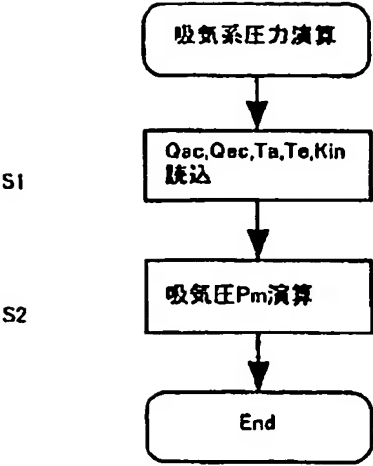 吸気系圧力演算
S1
Qac,Qec,Ta,Te,Kin
読込
S2
吸気圧Pm演算
End